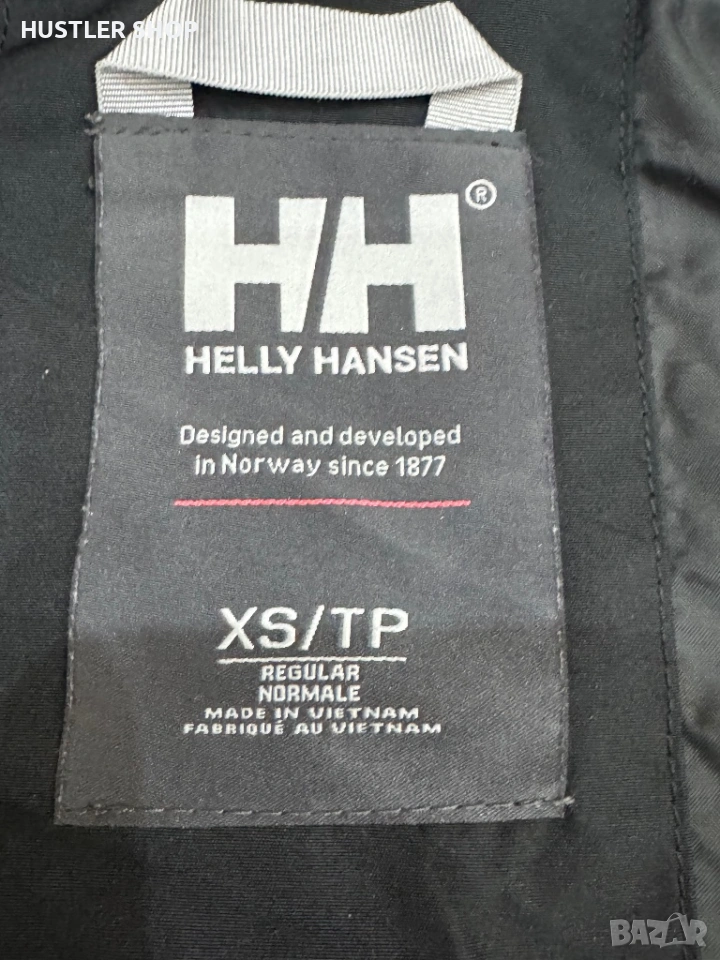 HUSTLER SHOP
HH®
HELLY HANSEN
Designed and developed
in Norway since 1877
XS/TP
REGULAR
NORMALE
MADE IN VIETNAM
FABRIQUÉ AU VIETNAM
BAZAR